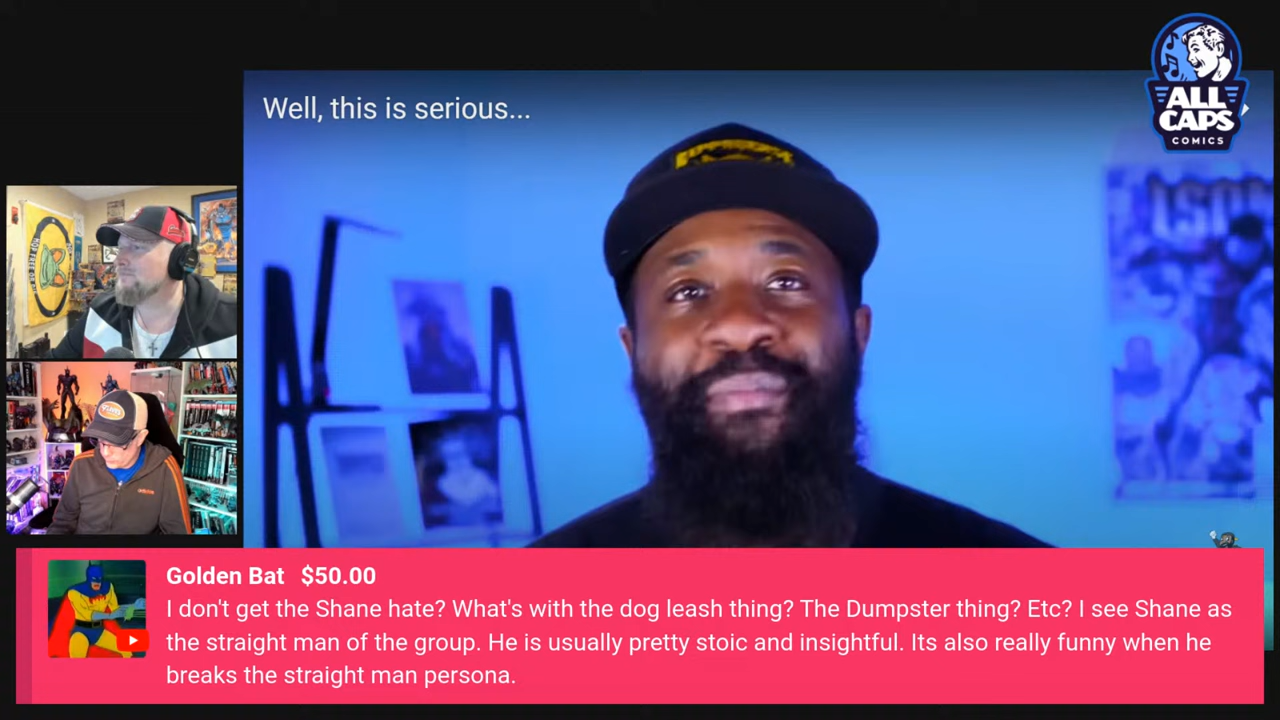 Well, this is serious...
ALL
CAPS
COMICS
Golden Bat $50.00
I don't get the Shane hate? What's with the dog leash thing? The Dumpster thing? Etc? I see Shane as
the straight man of the group. He is usually pretty stoic and insightful. Its also really funny when he
breaks the straight man persona.